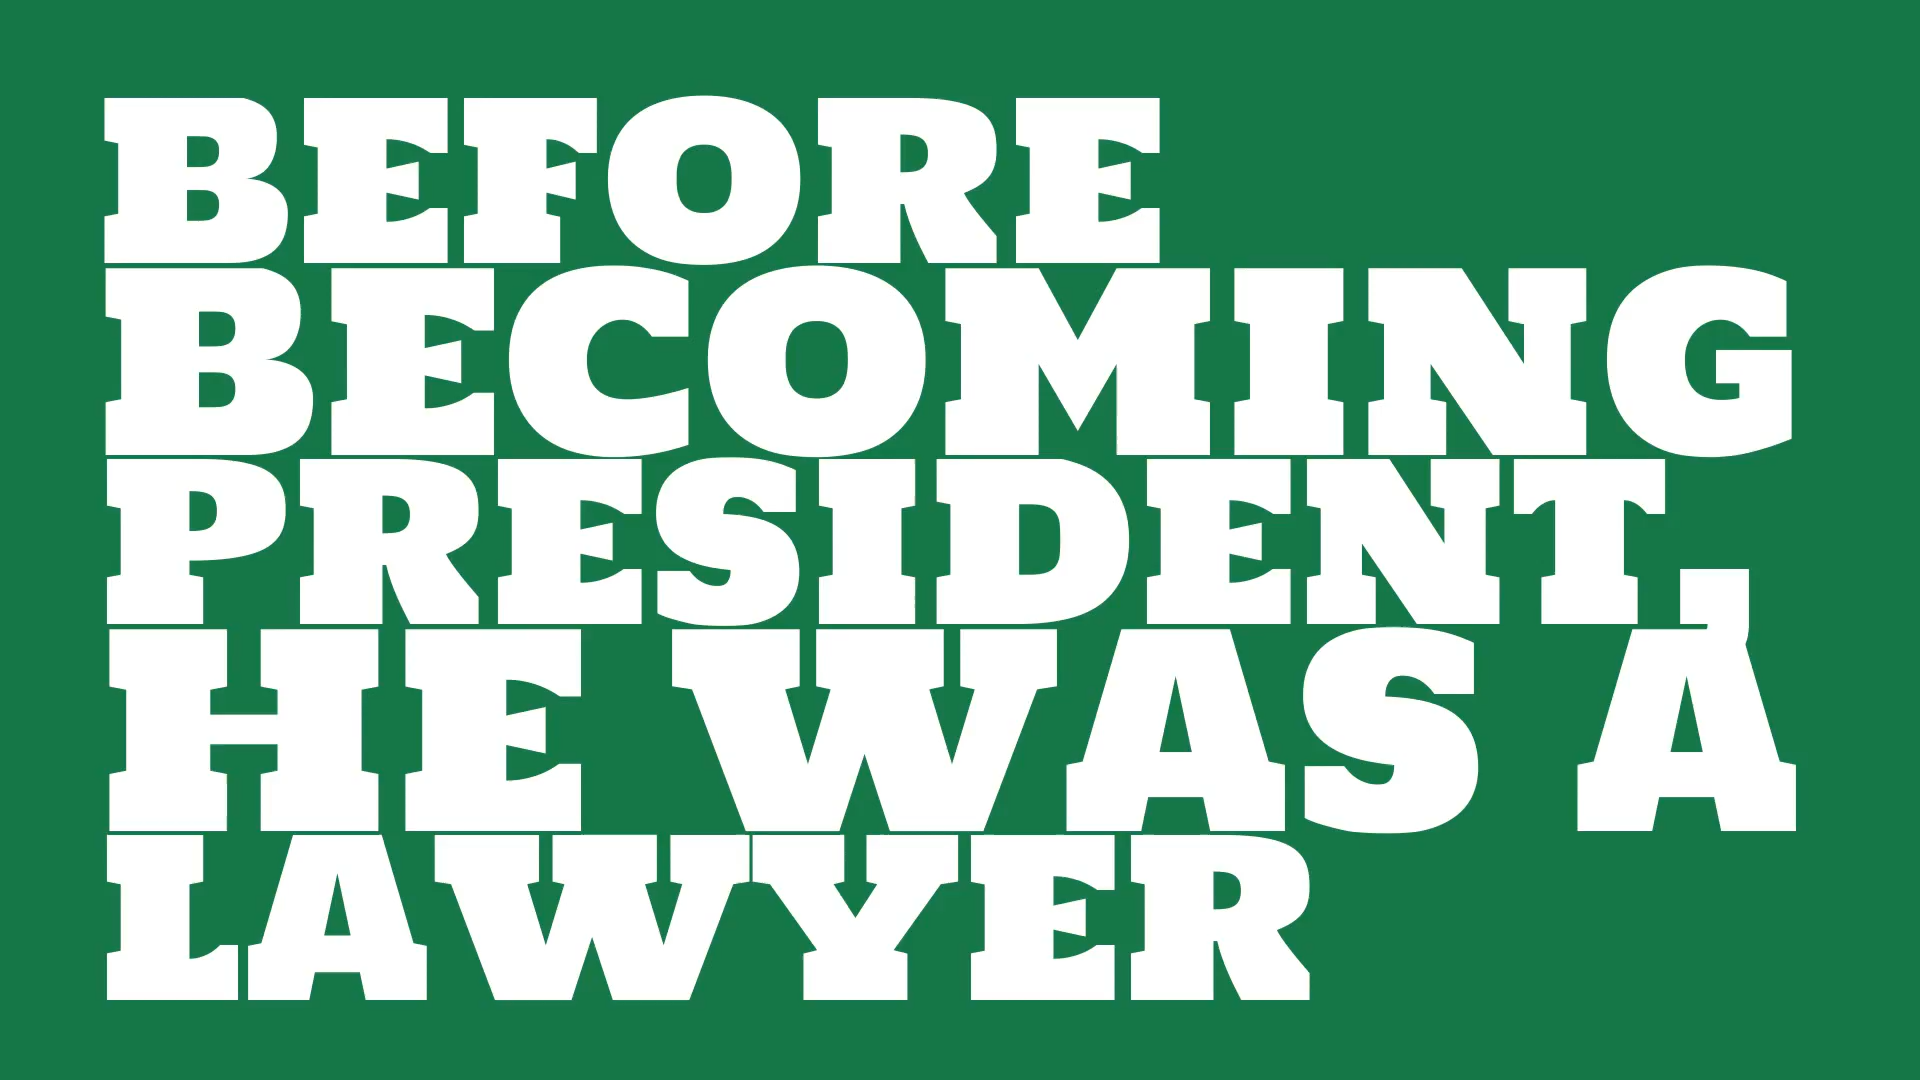 BEFORE
BECOMING
PRESIDENT,
HE WAS A
LAWYER